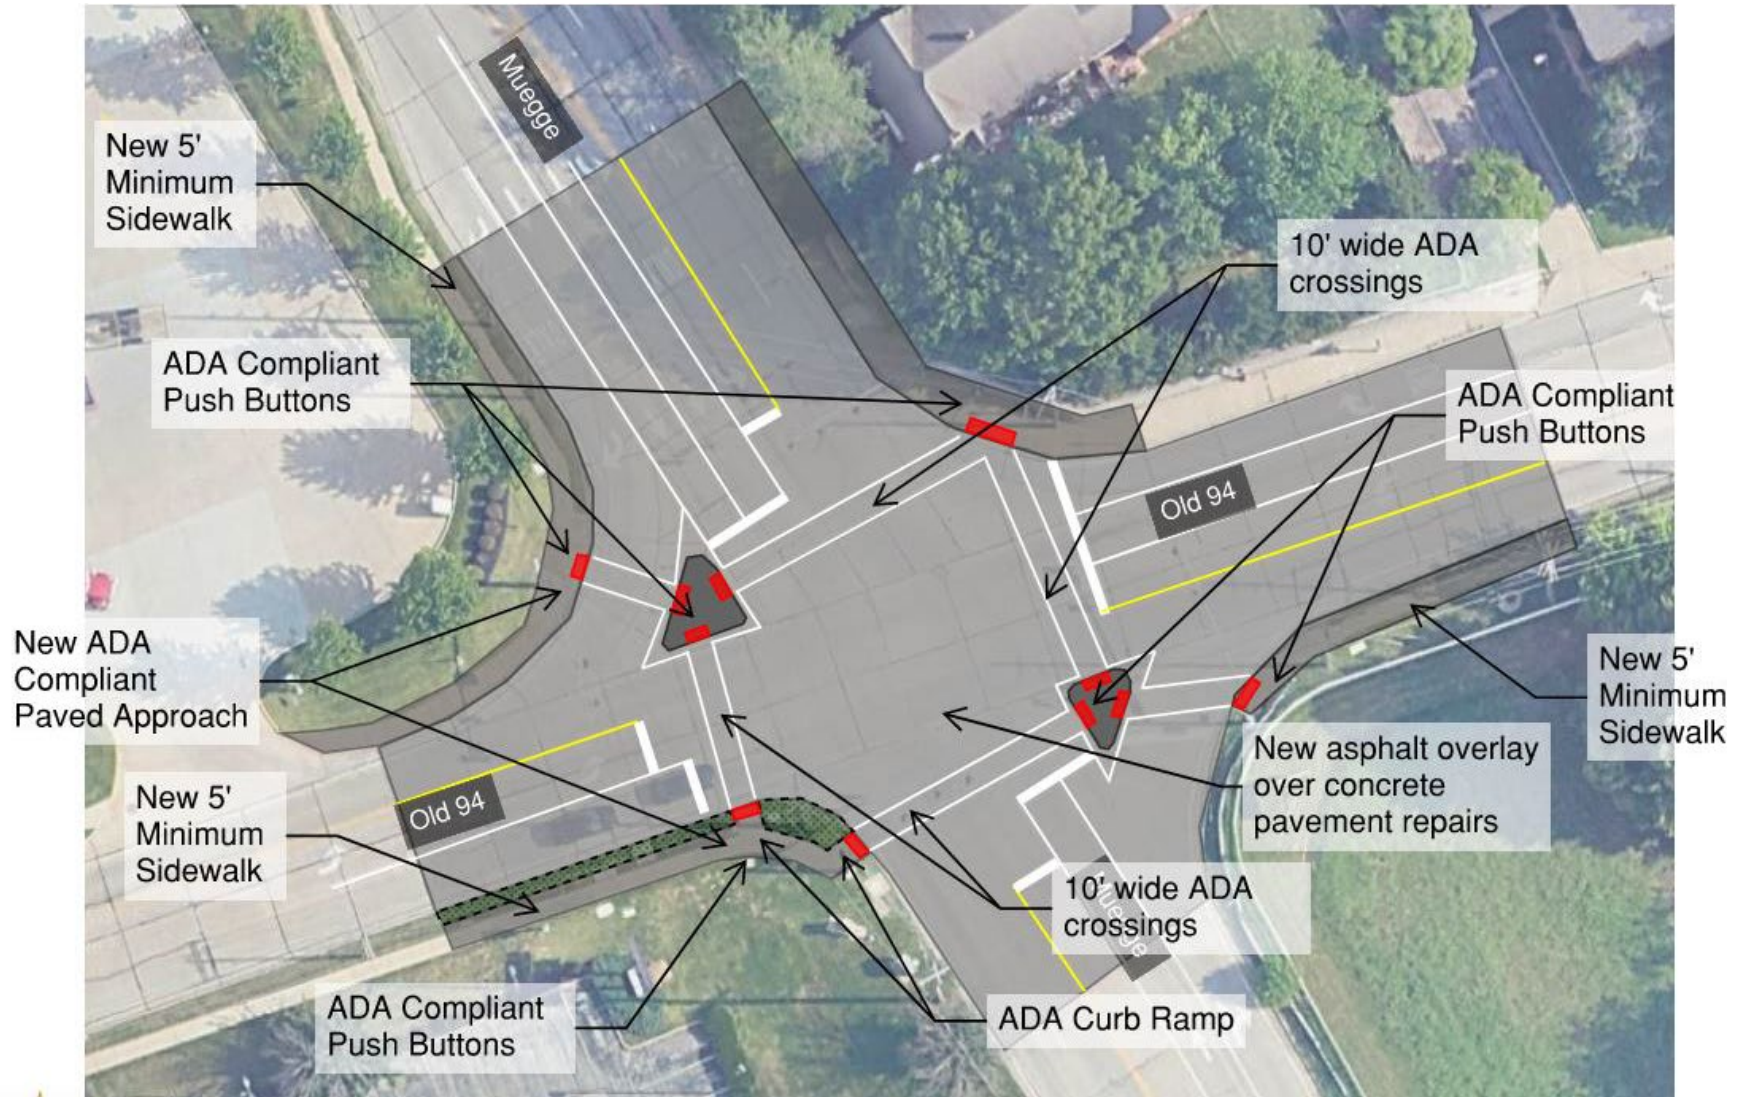 Muegge
New 5'
Minimum
Sidewalk
10' wide ADA
crossings
ADA Compliant
Push Buttons
ADA Compliant
Push Buttons
Old 94
New ADA
Compliant
Paved Approach
New 5'
Minimum
Sidewalk
New asphalt overlay
over concrete
pavement repairs
New 5'
Minimum
Sidewalk
Old 94
10' wide ADA
crossings
Muegge
ADA Compliant
Push Buttons
ADA Curb Ramp